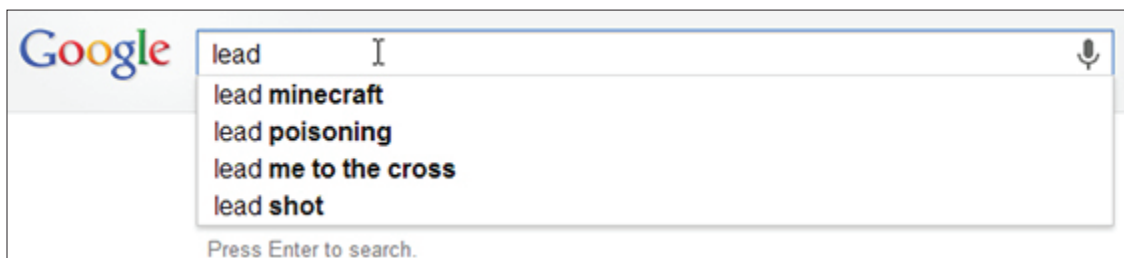 Google lead
lead minecraft
lead poisoning
lead me to the cross
lead shot
Press Enter to search.